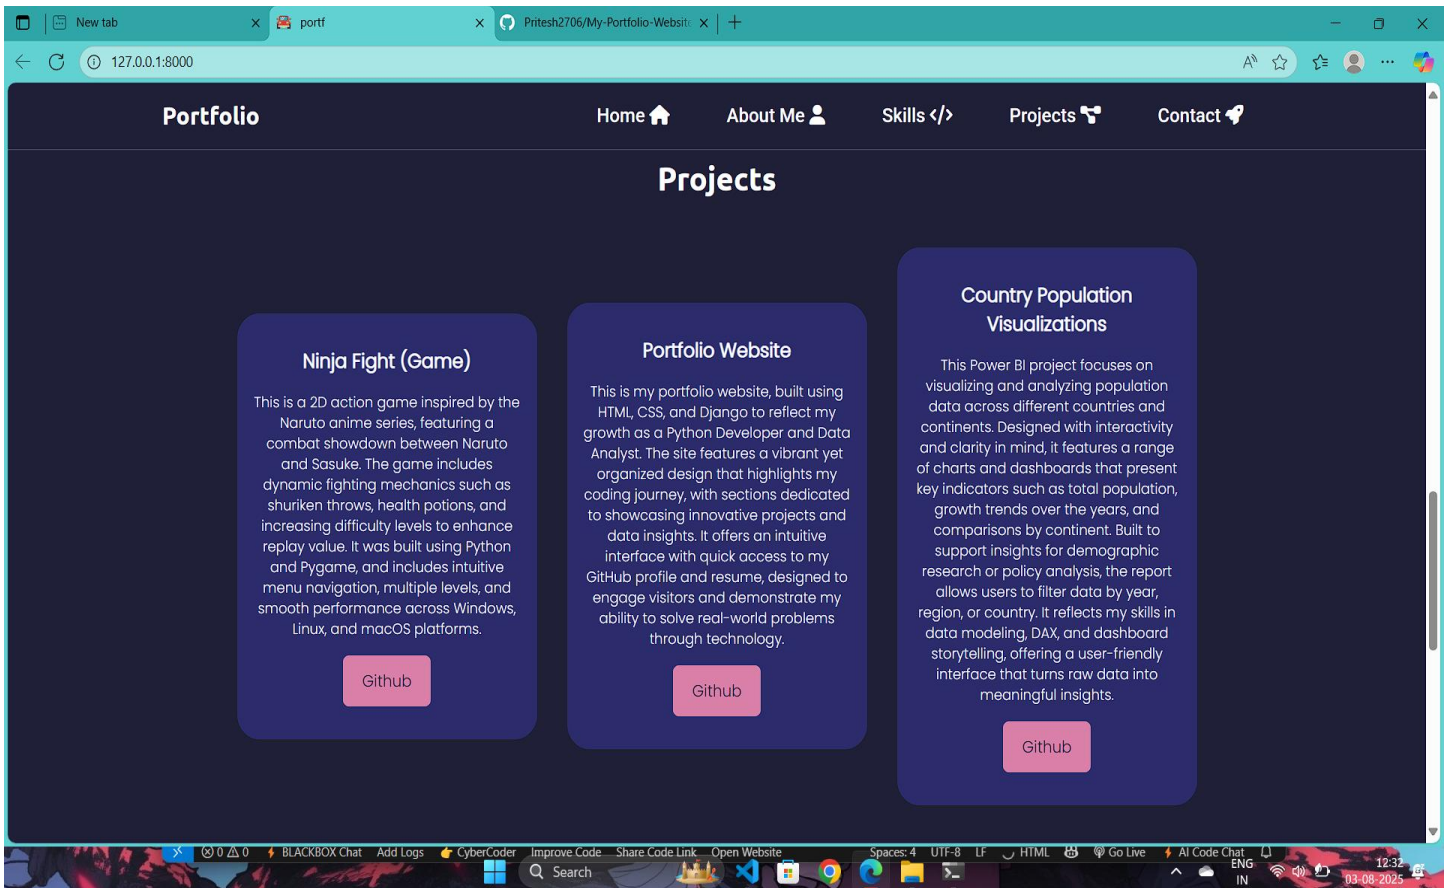 New tab
portf
Pritesh2706/My-Portfolio-Website
127.0.0.1:8000
Portfolio
Home
About Me
Skills </>
Projects
Contact
Projects
Ninja Fight (Game)
This is a 2D action game inspired by the
Naruto anime series, featuring a
combat showdown between Naruto
and Sasuke. The game includes
dynamic fighting mechanics such as
shuriken throws, health potions, and
increasing difficulty levels to enhance
replay value. It was built using Python
and Pygame, and includes intuitive
menu navigation, multiple levels, and
smooth performance across Windows,
Linux, and macOS platforms.
Github
Portfolio Website
This is my portfolio website, built using
HTML, CSS, and Django to reflect my
growth as a Python Developer and Data
Analyst. The site features a vibrant yet
organized design that highlights my
coding journey, with sections dedicated
to showcasing innovative projects and
data insights. It offers an intuitive
interface with quick access to my
GitHub profile and resume, designed to
engage visitors and demonstrate my
ability to solve real-world problems
through technology.
Github
Country Population
Visualizations
This Power BI project focuses on
visualizing and analyzing population
data across different countries and
continents. Designed with interactivity
and clarity in mind, it features a range
of charts and dashboards that present
key indicators such as total population,
growth trends over the years, and
comparisons by continent. Built to
support insights for demographic
research or policy analysis, the report
allows users to filter data by year,
region, or country. It reflects my skills in
data modeling, DAX, and dashboard
storytelling, offering a user-friendly
interface that turns raw data into
meaningful insights.
Github
0 0 BLACKBOX Chat Add Logs CyberCoder Improve Code Share Code Link Open Website Spaces: 4 UTF-8 LF HTML Go Live AI Code Chat
Search
ENG
IN
12:32
03-08-2025